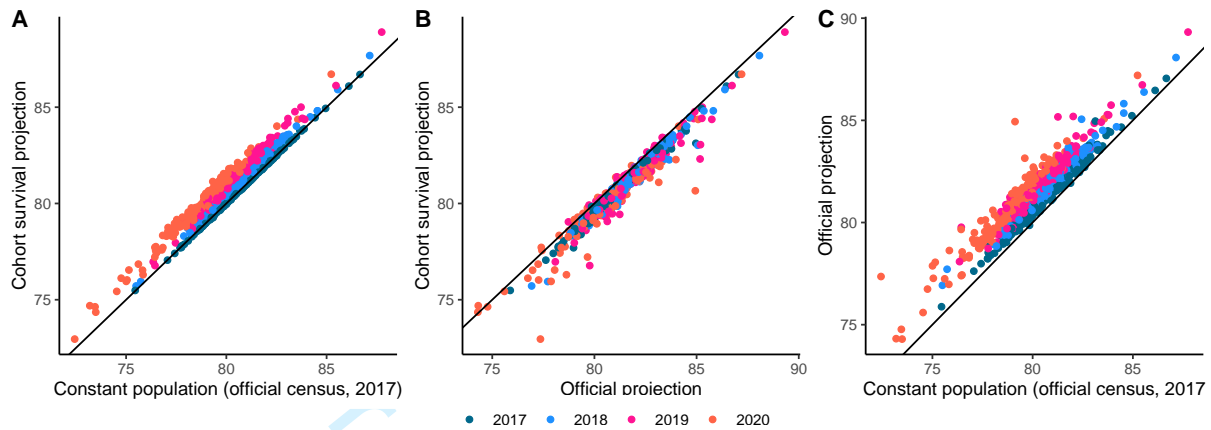 A
B
C
Cohort survival projection
85
80
75
75
80
85
Constant population (official census, 2017)
Cohort survival projection
85
80
75
75
80
85
90
Official projection
Official projection
90
85
80
75
75
80
85
Constant population (official census, 2017
2017
2018
2019
2020